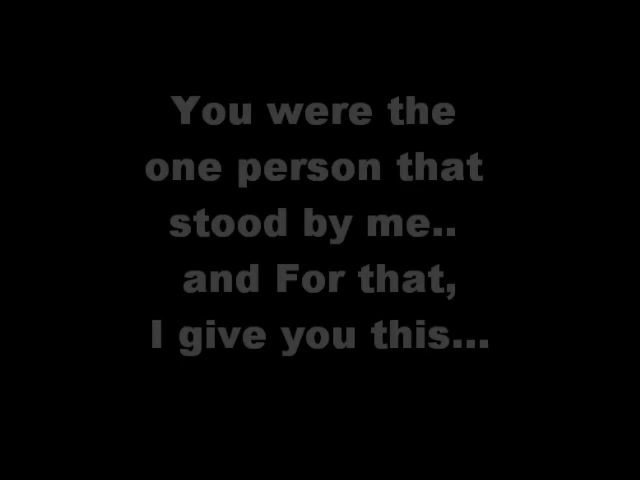 You were the
one person that
stood by me..
and For that,
I give you this...